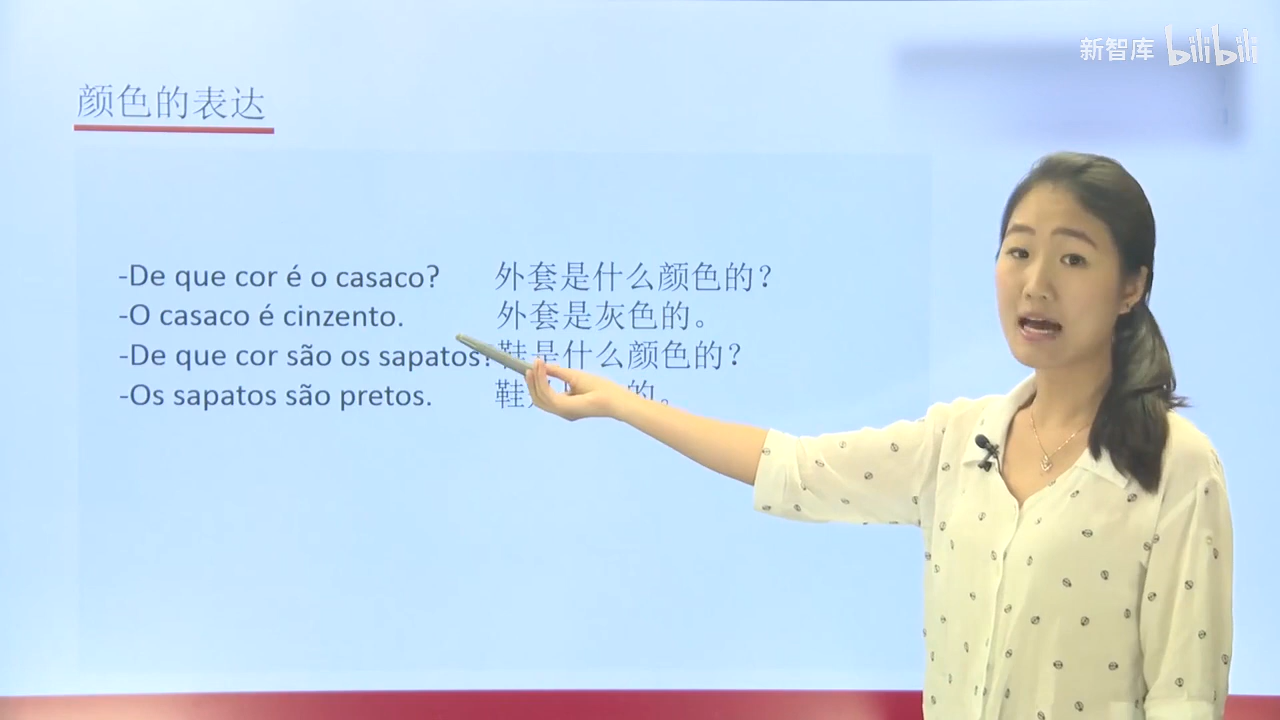 新智库 bilibili
颜色的表达
-De que cor é o casaco? 外套是什么颜色的？
-O casaco é cinzento. 外套是灰色的。
-De que cor são os sapatos? 鞋是什么颜色的？
-Os sapatos são pretos. 鞋 的。